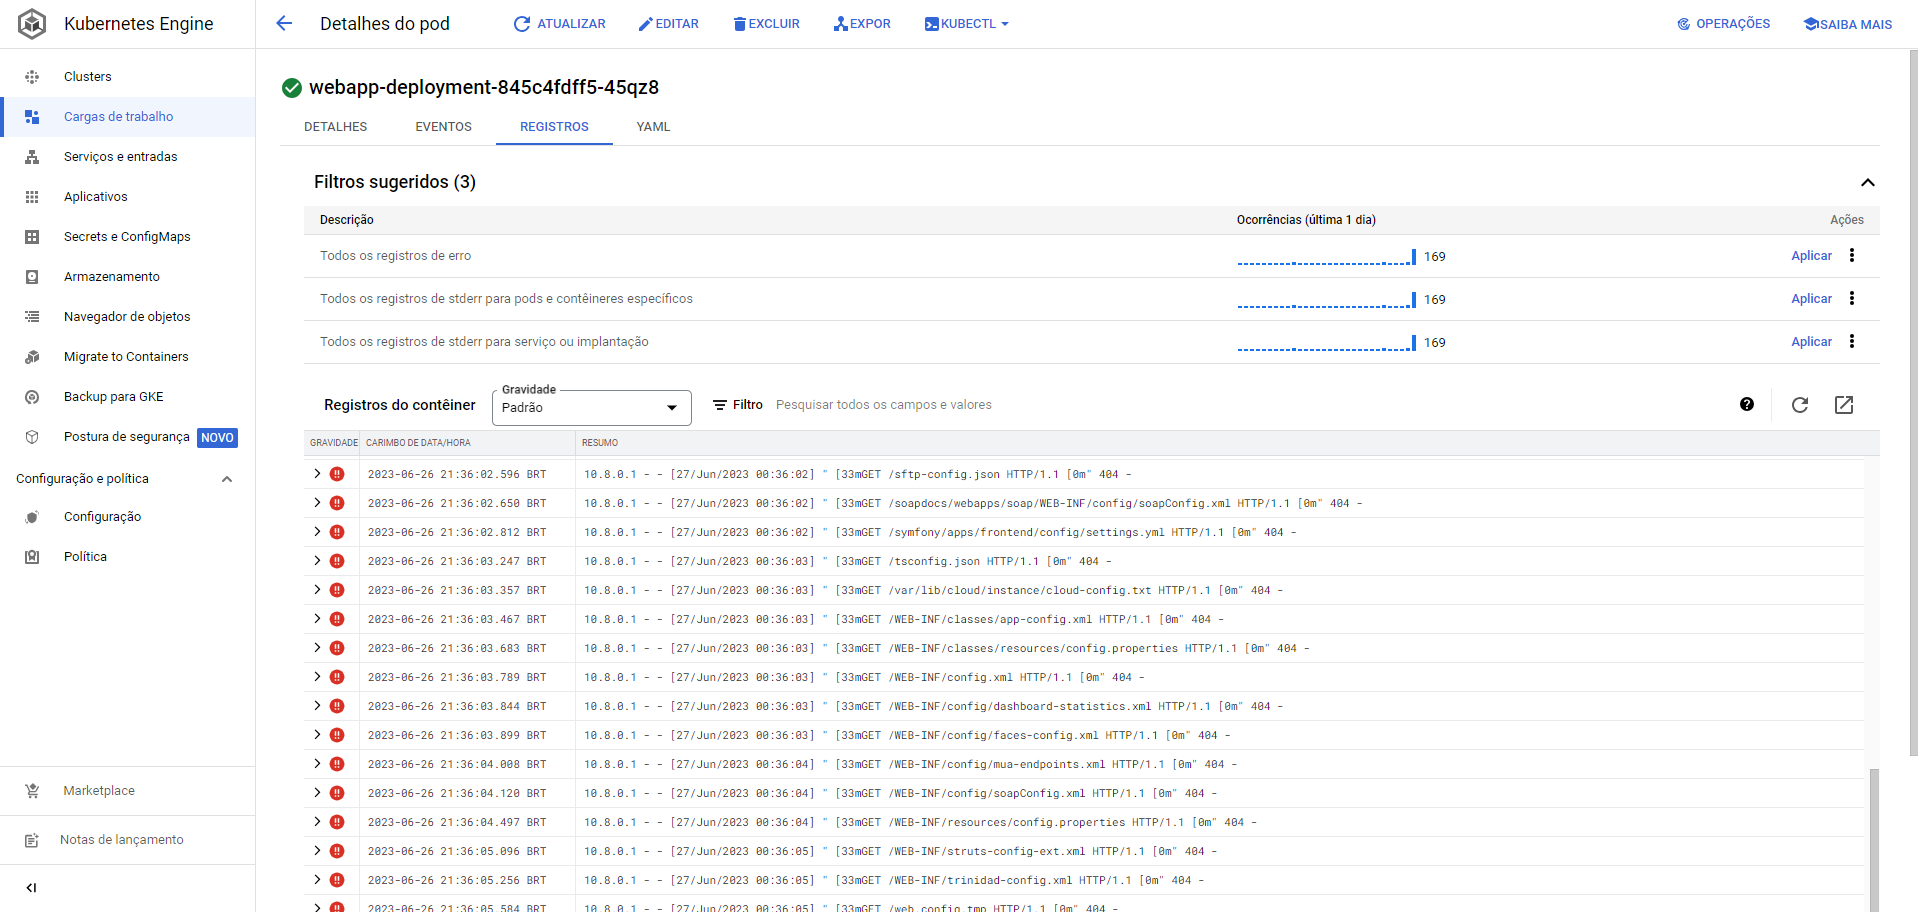 Kubernetes Engine
Detalhes do pod
ATUALIZAR
EDITAR
EXCLUIR
EXPOR
KUBECTL
OPERAÇÕES
SAIBA MAIS
Clusters
Cargas de trabalho
Serviços e entradas
Aplicativos
Secrets e ConfigMaps
Armazenamento
Navegador de objetos
Migrate to Containers
Backup para GKE
Postura de segurança NOVO
Configuração e política
Configuração
Política
Marketplace
Notas de lançamento
webapp-deployment-845c4fdff5-45qz8
DETALHES EVENTOS REGISTROS YAML
Filtros sugeridos (3)
Descrição Ocorrências (última 1 dia) Ações
Todos os registros de erro 169 Aplicar
Todos os registros de stderr para pods e contêineres específicos 169 Aplicar
Todos os registros de stderr para serviço ou implantação 169 Aplicar
Registros do contêiner
Gravidade
Padrão
Filtro Pesquisar todos os campos e valores
GRAVIDADE CARIMBO DE DATA/HORA RESUMO
2023-06-26 21:36:02.596 BRT 10.8.0.1 - - [27/Jun/2023 00:36:02] " [33mGET /sftp-config.json HTTP/1.1 [0m" 404 -
2023-06-26 21:36:02.650 BRT 10.8.0.1 - - [27/Jun/2023 00:36:02] " [33mGET /soapdocs/webapps/soap/WEB-INF/config/soapConfig.xml HTTP/1.1 [0m" 404 -
2023-06-26 21:36:02.812 BRT 10.8.0.1 - - [27/Jun/2023 00:36:02] " [33mGET /symfony/apps/frontend/config/settings.yml HTTP/1.1 [0m" 404 -
2023-06-26 21:36:03.247 BRT 10.8.0.1 - - [27/Jun/2023 00:36:03] " [33mGET /tsconfig.json HTTP/1.1 [0m" 404 -
2023-06-26 21:36:03.357 BRT 10.8.0.1 - - [27/Jun/2023 00:36:03] " [33mGET /var/lib/cloud/instance/cloud-config.txt HTTP/1.1 [0m" 404 -
2023-06-26 21:36:03.467 BRT 10.8.0.1 - - [27/Jun/2023 00:36:03] " [33mGET /WEB-INF/classes/app-config.xml HTTP/1.1 [0m" 404 -
2023-06-26 21:36:03.683 BRT 10.8.0.1 - - [27/Jun/2023 00:36:03] " [33mGET /WEB-INF/classes/resources/config.properties HTTP/1.1 [0m" 404 -
2023-06-26 21:36:03.789 BRT 10.8.0.1 - - [27/Jun/2023 00:36:03] " [33mGET /WEB-INF/config.xml HTTP/1.1 [0m" 404 -
2023-06-26 21:36:03.844 BRT 10.8.0.1 - - [27/Jun/2023 00:36:03] " [33mGET /WEB-INF/config/dashboard-statistics.xml HTTP/1.1 [0m" 404 -
2023-06-26 21:36:03.899 BRT 10.8.0.1 - - [27/Jun/2023 00:36:03] " [33mGET /WEB-INF/config/faces-config.xml HTTP/1.1 [0m" 404 -
2023-06-26 21:36:04.008 BRT 10.8.0.1 - - [27/Jun/2023 00:36:04] " [33mGET /WEB-INF/config/mua-endpoints.xml HTTP/1.1 [0m" 404 -
2023-06-26 21:36:04.120 BRT 10.8.0.1 - - [27/Jun/2023 00:36:04] " [33mGET /WEB-INF/config/soapConfig.xml HTTP/1.1 [0m" 404 -
2023-06-26 21:36:04.497 BRT 10.8.0.1 - - [27/Jun/2023 00:36:04] " [33mGET /WEB-INF/resources/config.properties HTTP/1.1 [0m" 404 -
2023-06-26 21:36:05.096 BRT 10.8.0.1 - - [27/Jun/2023 00:36:05] " [33mGET /WEB-INF/struts-config-ext.xml HTTP/1.1 [0m" 404 -
2023-06-26 21:36:05.256 BRT 10.8.0.1 - - [27/Jun/2023 00:36:05] " [33mGET /WEB-INF/trinidad-config.xml HTTP/1.1 [0m" 404 -
2023-06-26 21:36:05.584 BRT 10.8.0.1 - - [27/Jun/2023 00:36:05] " [33mGET /web.config.tmp HTTP/1.1 [0m" 404 -